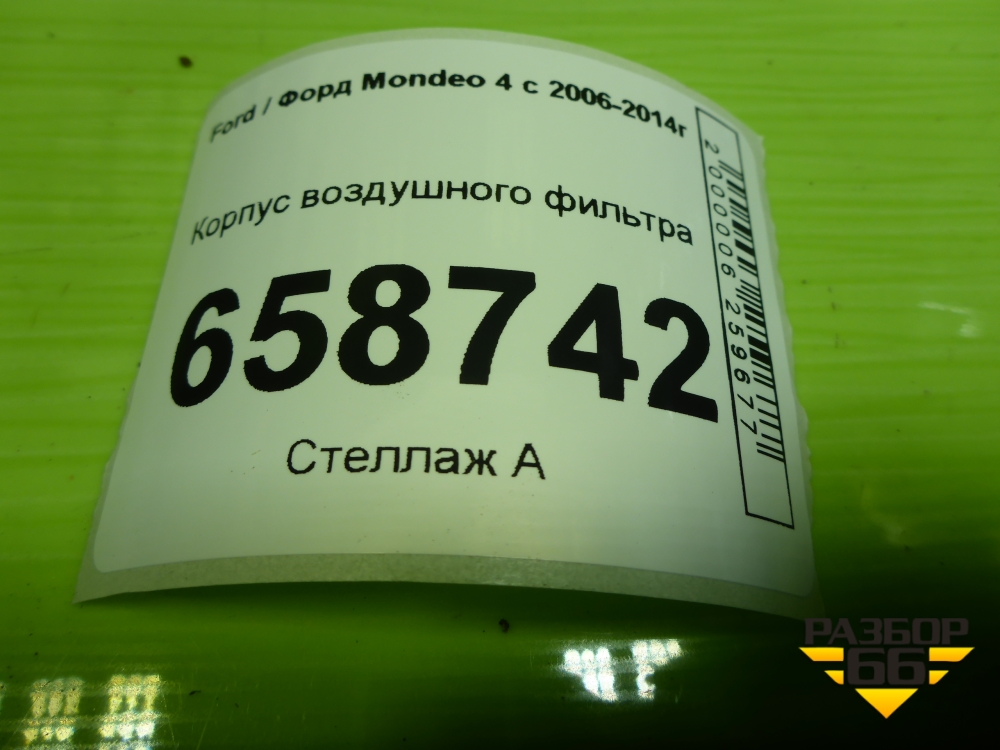 Ford / Форд Mondeo 4 с 2006-2014г
Корпус воздушного фильтра
658742
Стеллаж А
2000006259677
РАЗБОР
66